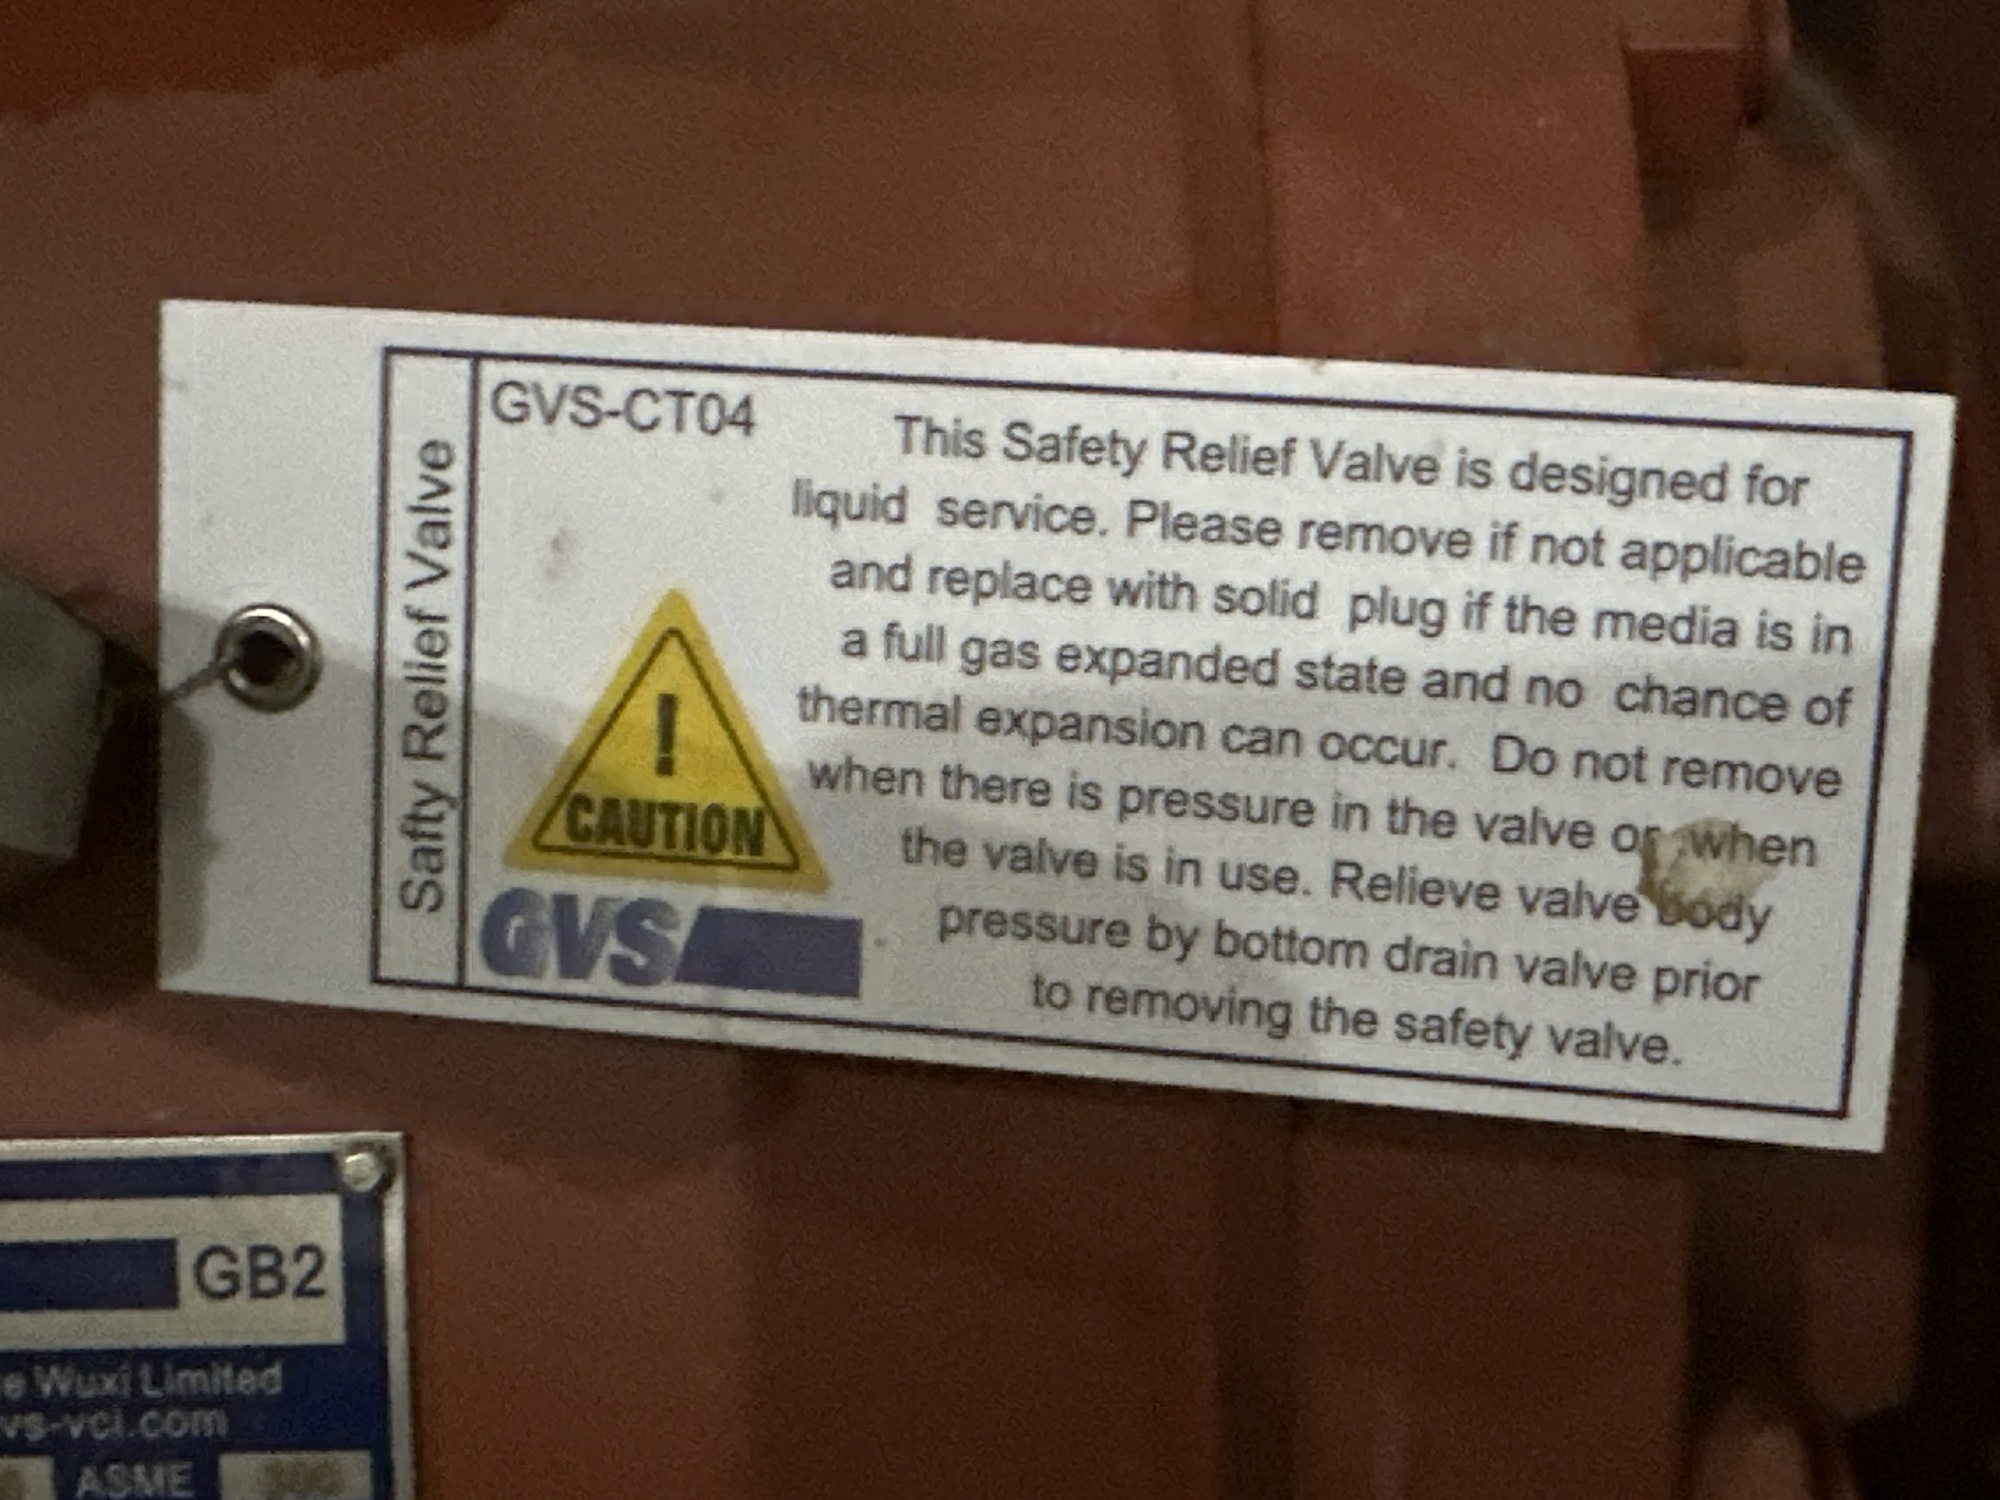 Safty Relief Valve
GVS-CT04
This Safety Relief Valve is designed for
liquid service. Please remove if not applicable
and replace with solid plug if the media is in
a full gas expanded state and no chance of
thermal expansion can occur. Do not remove
when there is pressure in the valve or when
the valve is in use. Relieve valve body
pressure by bottom drain valve prior
to removing the safety valve.
!
CAUTION
GVS
GB2
Wuxi Limited
vs-vci.com
ASME